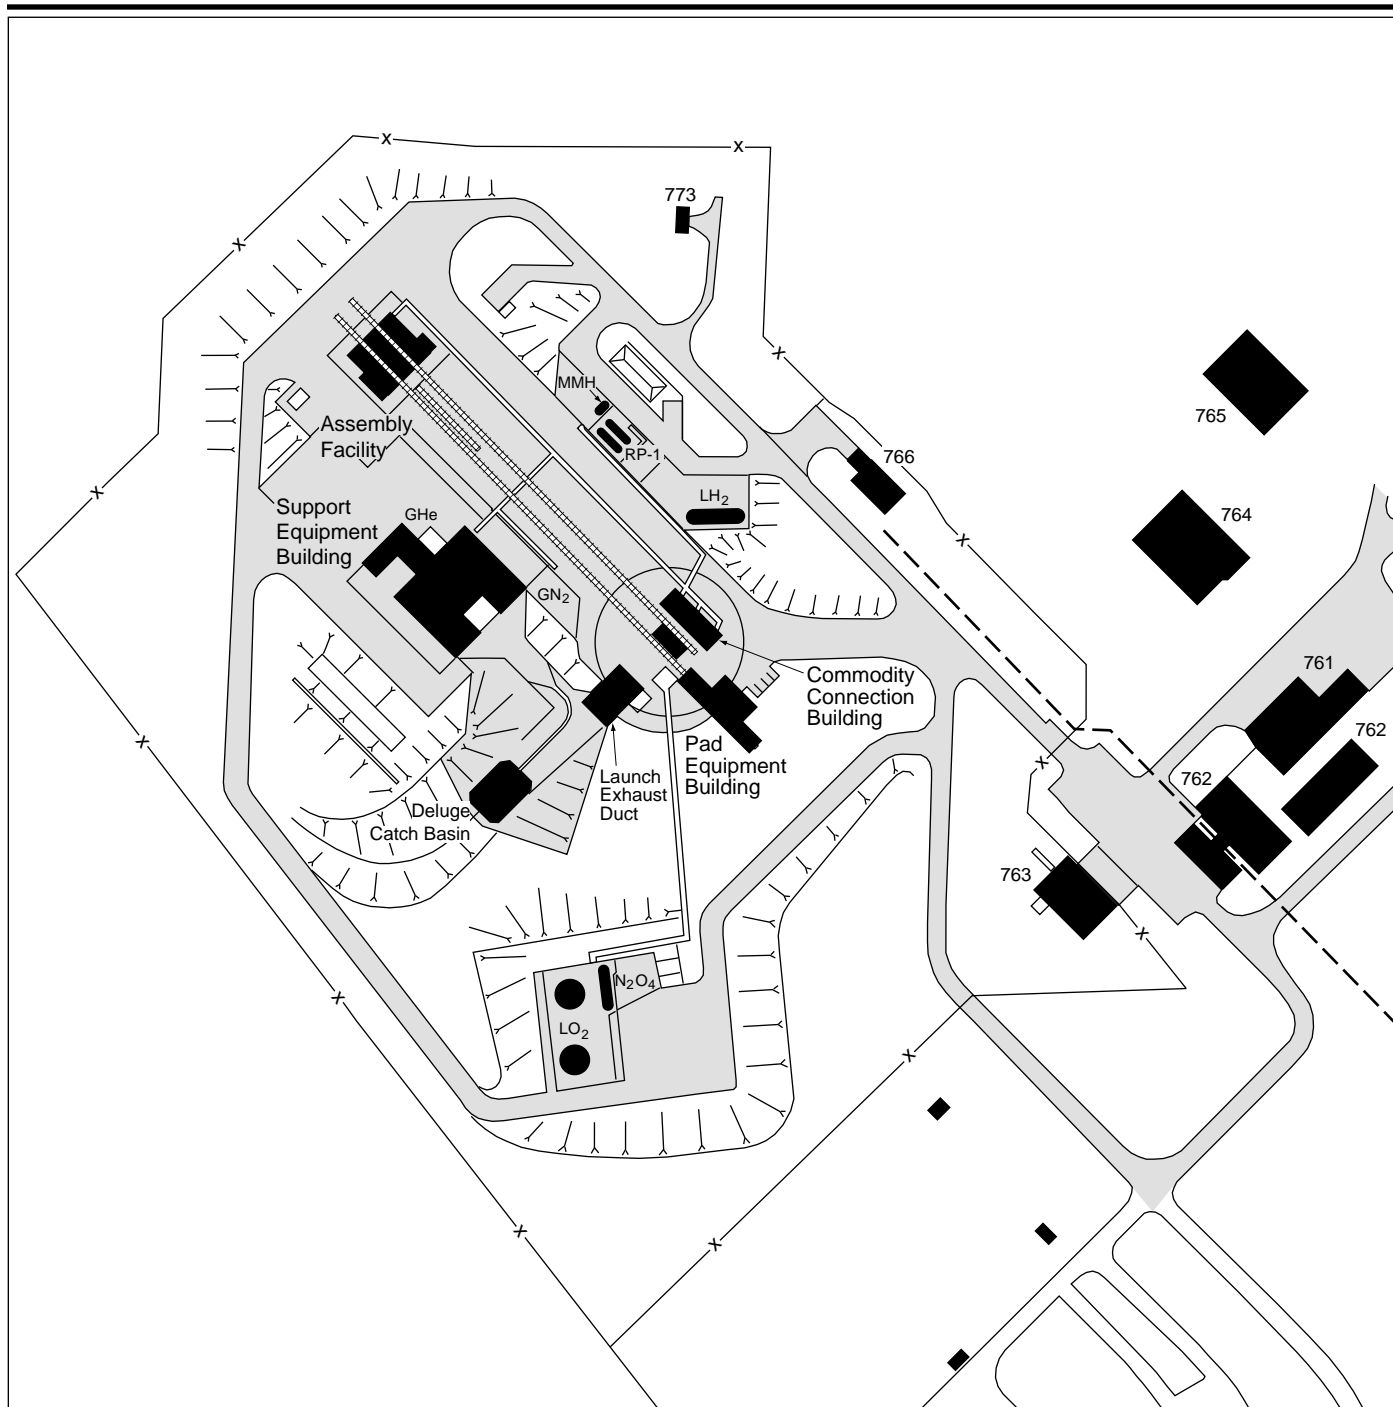 773
MMH
RP-1
LH2
766
765
764
Assembly
Facility
Support
Equipment
Building
GHe
GN2
Commodity
Connection
Building
761
762
762
763
Pad
Equipment
Building
Launch
Exhaust
Duct
Deluge
Catch Basin
N2O4
LO2